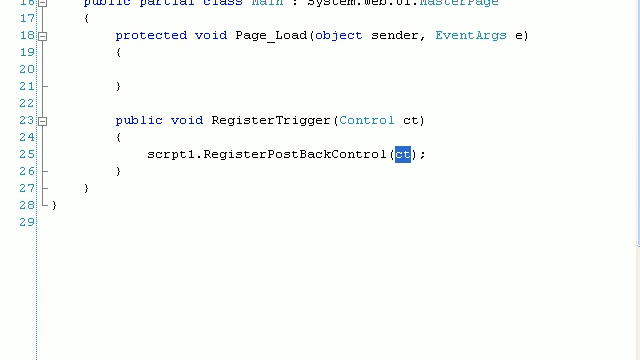 16 public partial class Main : System.Web.UI.MasterPage
17 {
18 protected void Page_Load(object sender, EventArgs e)
19 {
20
21 }
22
23 public void RegisterTrigger(Control ct)
24 {
25 scrpt1.RegisterPostBackControl(ct);
26 }
27 }
28 }
29